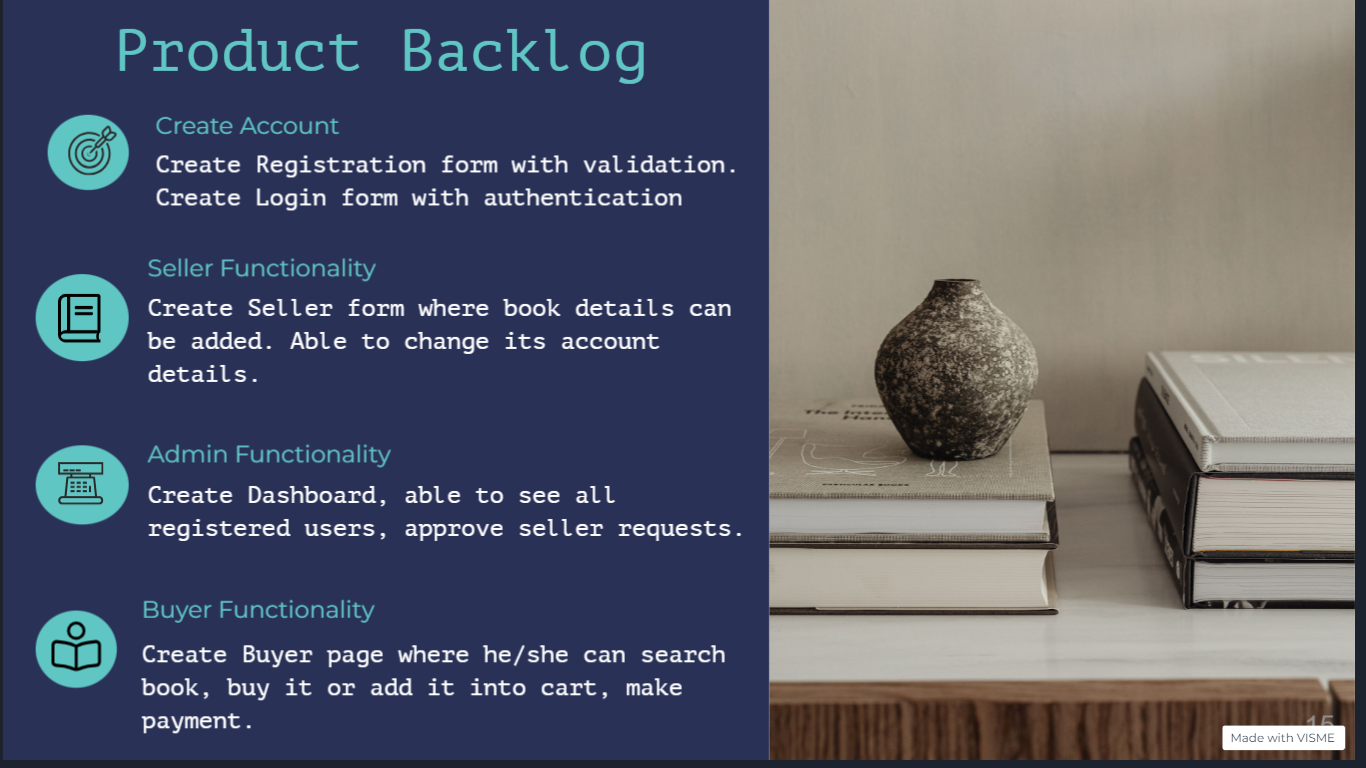 Product Backlog
Create Account
Create Registration form with validation.
Create Login form with authentication
Seller Functionality
Create Seller form where book details can
be added. Able to change its account
details.
Admin Functionality
Create Dashboard, able to see all
registered users, approve seller requests.
Buyer Functionality
Create Buyer page where he/she can search
book, buy it or add it into cart, make
payment.
15
Made with VISME